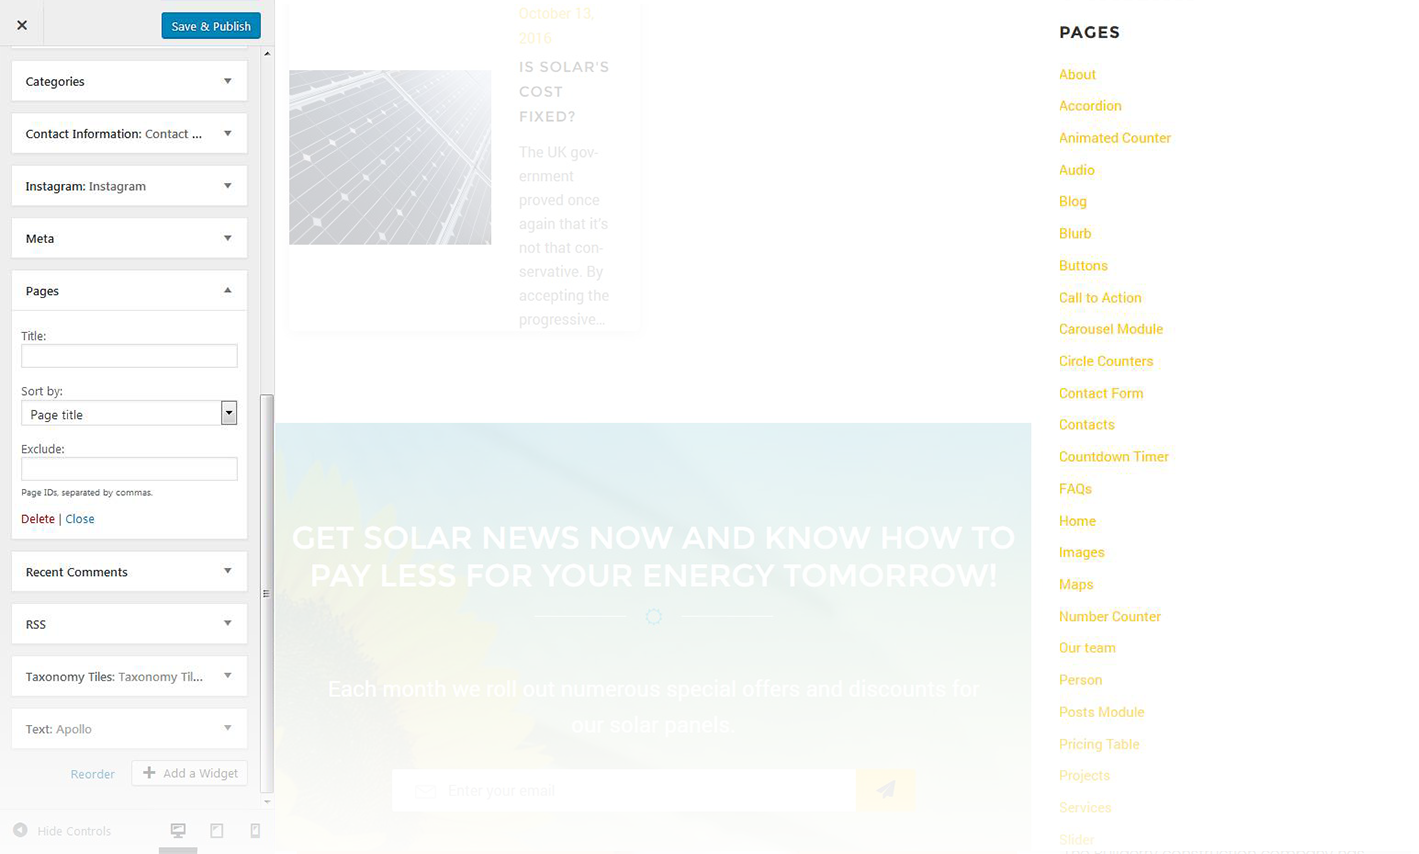 Save & Publish
Categories
Contact Information: Contact ...
Instagram: Instagram
Meta
Pages
Title:
Sort by:
Page title
Exclude:
Page IDs, separated by commas.
Delete | Close
Recent Comments
RSS
Taxonomy Tiles: Taxonomy Til...
Text: Apollo
Reorder
Add a Widget
Hide Controls
October 13,
2016
IS SOLAR'S
COST
FIXED?
The UK gov-
ernment
proved once
again that it's
not that con-
servative. By
accepting the
progressive...
GET SOLAR NEWS NOW AND KNOW HOW TO
PAY LESS FOR YOUR ENERGY TOMORROW!
Each month we roll out numerous special offers and discounts for
our solar panels.
Enter your email
PAGES
About
Accordion
Animated Counter
Audio
Blog
Blurb
Buttons
Call to Action
Carousel Module
Circle Counters
Contact Form
Contacts
Countdown Timer
FAQs
Home
Images
Maps
Number Counter
Our team
Person
Posts Module
Pricing Table
Projects
Services
Slider